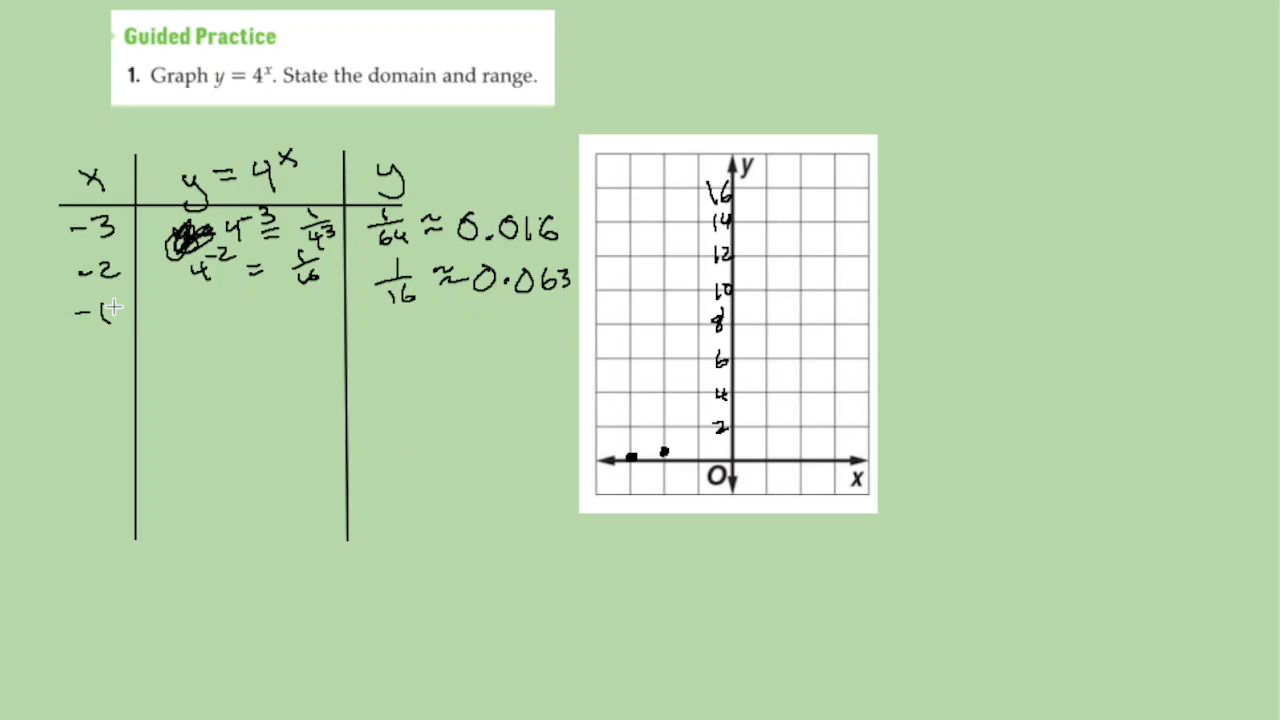 Guided Practice
1. Graph y = 4ˣ. State the domain and range.
x y = 4ˣ y
-3 4⁻³ = 1/4³ 1/64 ≈ 0.016
-2 4⁻² = 1/16 1/16 ≈ 0.063
-1
y
16
14
12
10
8
6
4
2
O
x